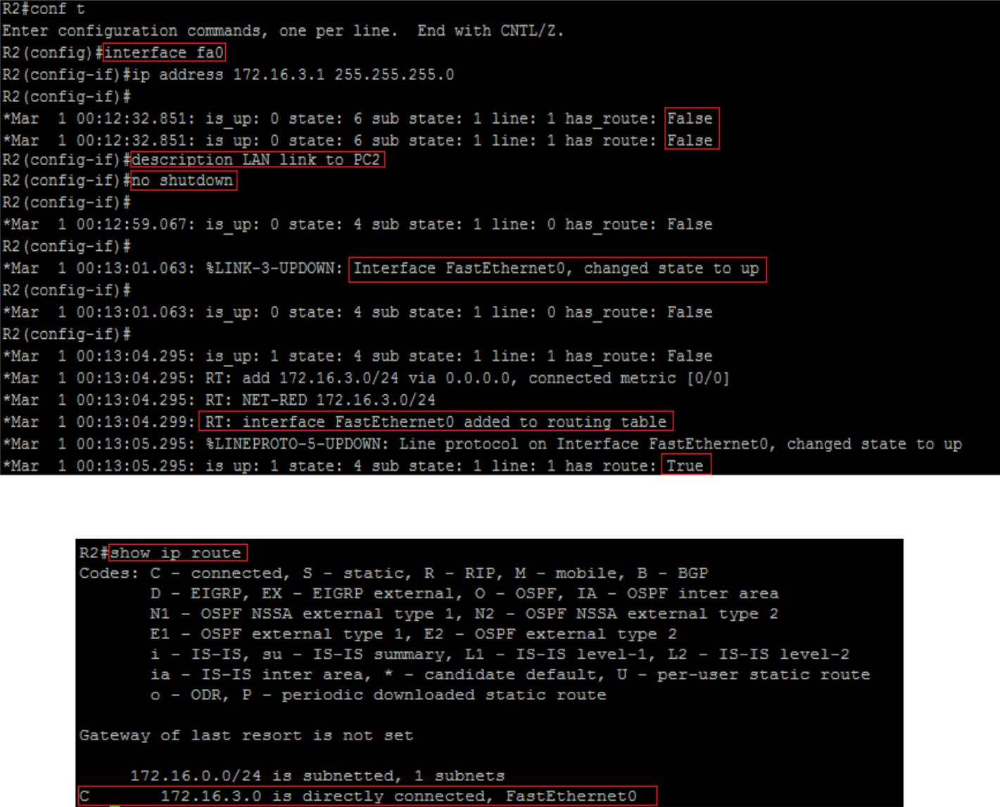 R2#conf t
Enter configuration commands, one per line.  End with CNTL/Z.
R2(config)#interface fa0
R2(config-if)#ip address 172.16.3.1 255.255.255.0
R2(config-if)#
*Mar  1 00:12:32.851: is_up: 0 state: 6 sub state: 1 line: 1 has_route: False
*Mar  1 00:12:32.851: is up: 0 state: 6 sub state: 1 line: 1 has route: False
R2(config-if)#description LAN link to PC2
R2(config-if)#no shutdown
R2(config-if)#
*Mar  1 00:12:59.067: is_up: 0 state: 4 sub state: 1 line: 0 has_route: False
R2(config-if)#
*Mar  1 00:13:01.063: %LINK-3-UPDOWN: Interface FastEthernet0, changed state to up
R2(config-if)#
*Mar  1 00:13:01.063: is_up: 0 state: 4 sub state: 1 line: 0 has_route: False
R2(config-if)#
*Mar  1 00:13:04.295: is_up: 1 state: 4 sub state: 1 line: 1 has_route: False
*Mar  1 00:13:04.295: RT: add 172.16.3.0/24 via 0.0.0.0, connected metric [0/0]
*Mar  1 00:13:04.295: RT: NET-RED 172.16.3.0/24
*Mar  1 00:13:04.299: RT: interface FastEthernet0 added to routing table
*Mar  1 00:13:05.295: %LINEPROTO-5-UPDOWN: Line protocol on Interface FastEthernet0, changed state to up
*Mar  1 00:13:05.295: is up: 1 state: 4 sub state: 1 line: 1 has route: True
R2#show ip route
Codes: C - connected, S - static, R - RIP, M - mobile, B - BGP
       D - EIGRP, EX - EIGRP external, O - OSPF, IA - OSPF inter area
       N1 - OSPF NSSA external type 1, N2 - OSPF NSSA external type 2
       E1 - OSPF external type 1, E2 - OSPF external type 2
       i - IS-IS, su - IS-IS summary, L1 - IS-IS level-1, L2 - IS-IS level-2
       ia - IS-IS inter area, * - candidate default, U - per-user static route
       o - ODR, P - periodic downloaded static route
Gateway of last resort is not set
     172.16.0.0/24 is subnetted, 1 subnets
C       172.16.3.0 is directly connected, FastEthernet0